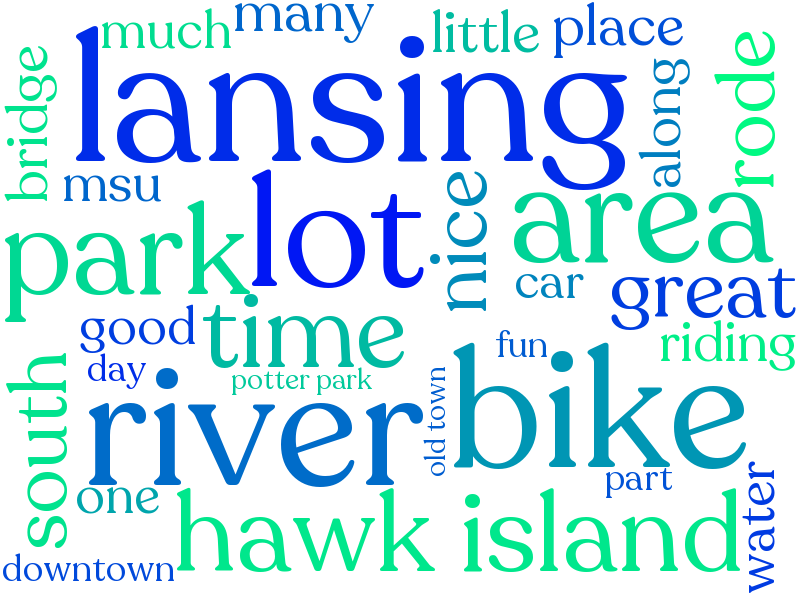 many
much
little
place
lansing
bridge
along
rode
msu
lot
nice
area
park
car
great
good
time
riding
day
fun
potter park
south
river
old town
bike
part
one
hawk island
water
downtown